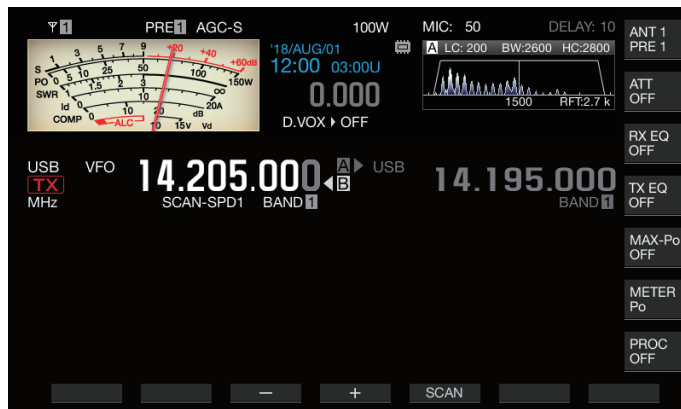 1 PRE1 AGC-S 100W MIC: 50 DELAY: 10
ANT 1
PRE 1
S 1 3 5 7 9 +20 +40 +60dB
PO 0 5 10 25 50 100 150W
SWR 1 1.5 2 3 ∞
Id 0 10 20A
COMP 0 10 20 dB
ALC 10 15V Vd
'18/AUG/01
12:00 03:00U
0.000
D.VOX OFF
A LC: 200 BW:2600 HC:2800
1500 RFT:2.7 k
ATT
OFF
RX EQ
OFF
USB VFO 14.205.000 A USB 14.195.000
TX B
MHz SCAN-SPD1 BAND 1 BAND 1
TX EQ
OFF
MAX-Po
OFF
METER
Po
PROC
OFF
− + SCAN